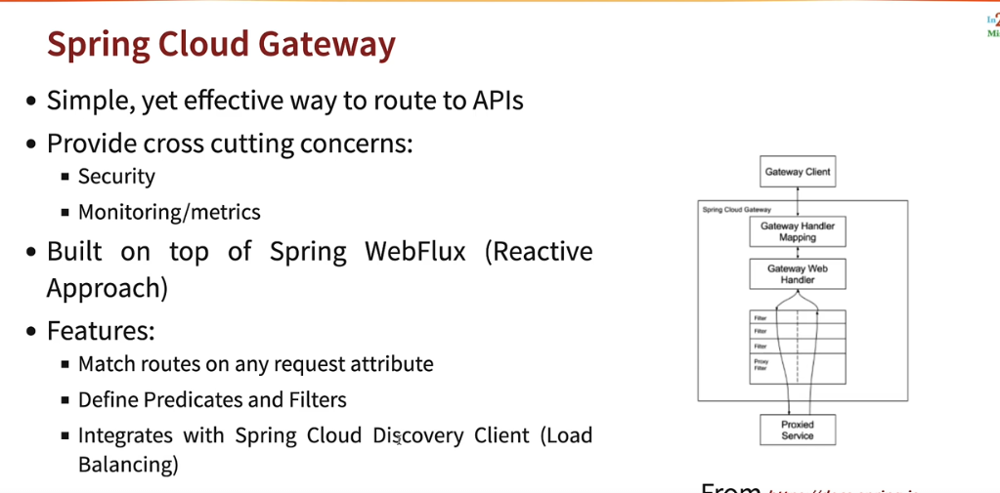 Spring Cloud Gateway
Simple, yet effective way to route to APIs
Provide cross cutting concerns:
Security
Monitoring/metrics
Built on top of Spring WebFlux (Reactive
Approach)
Features:
Match routes on any request attribute
Define Predicates and Filters
Integrates with Spring Cloud Discovery Client (Load
Balancing)
Gateway Client
Spring Cloud Gateway
Gateway Handler
Mapping
Gateway Web
Handler
Filter
Filter
Filter
Proxy
Filter
Proxied
Service
From